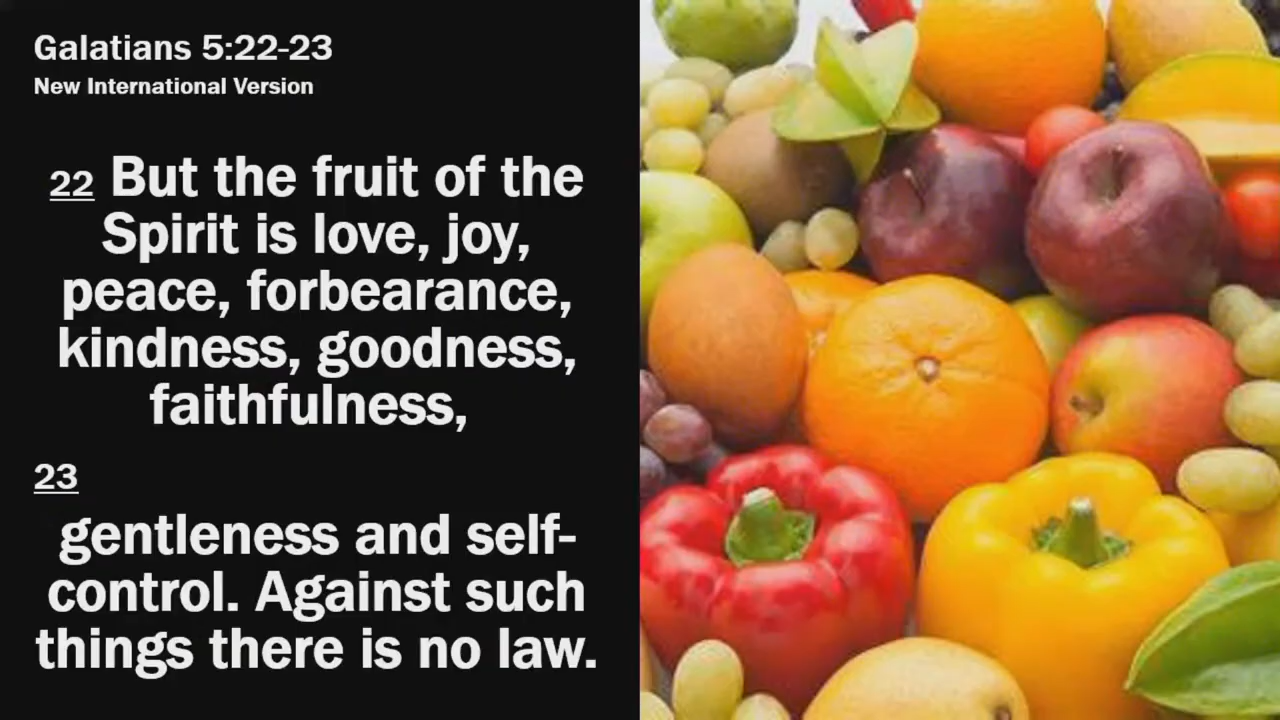 Galatians 5:22-23
New International Version
22 But the fruit of the
Spirit is love, joy,
peace, forbearance,
kindness, goodness,
faithfulness,
23
gentleness and self-
control. Against such
things there is no law.